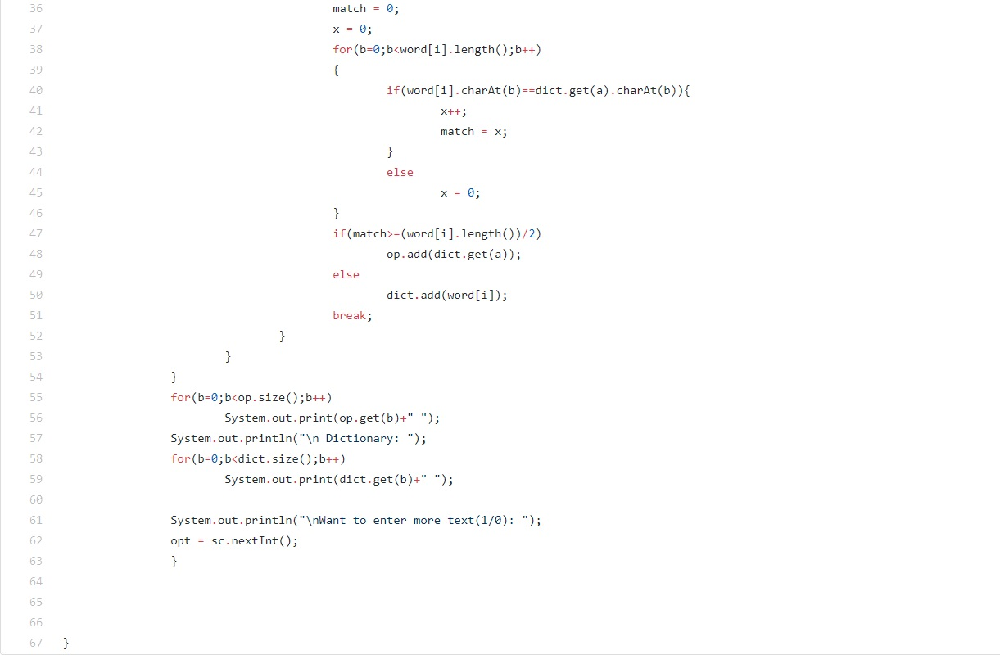 36 match = 0;
37 x = 0;
38 for(b=0;b<word[i].length();b++)
39 {
40 if(word[i].charAt(b)==dict.get(a).charAt(b)){
41 x++;
42 match = x;
43 }
44 else
45 x = 0;
46 }
47 if(match>=(word[i].length())/2)
48 op.add(dict.get(a));
49 else
50 dict.add(word[i]);
51 break;
52 }
53 }
54 }
55 for(b=0;b<op.size();b++)
56 System.out.print(op.get(b)+" ");
57 System.out.println("\n Dictionary: ");
58 for(b=0;b<dict.size();b++)
59 System.out.print(dict.get(b)+" ");
60
61 System.out.println("\nWant to enter more text(1/0): ");
62 opt = sc.nextInt();
63 }
64
65
66
67 }